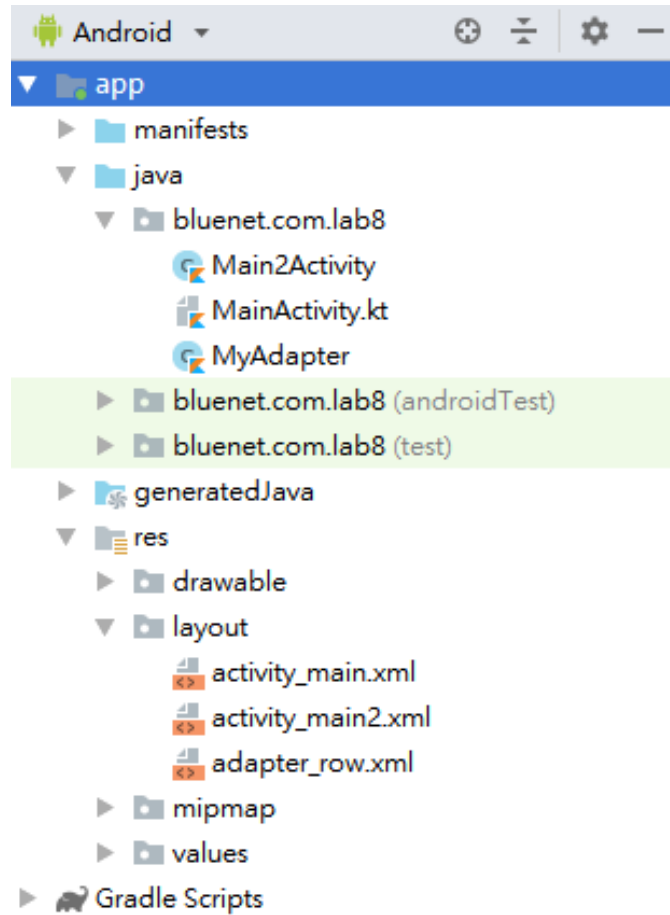 Android
app
manifests
java
bluenet.com.lab8
Main2Activity
MainActivity.kt
MyAdapter
bluenet.com.lab8 (androidTest)
bluenet.com.lab8 (test)
generatedJava
res
drawable
layout
activity_main.xml
activity_main2.xml
adapter_row.xml
mipmap
values
Gradle Scripts